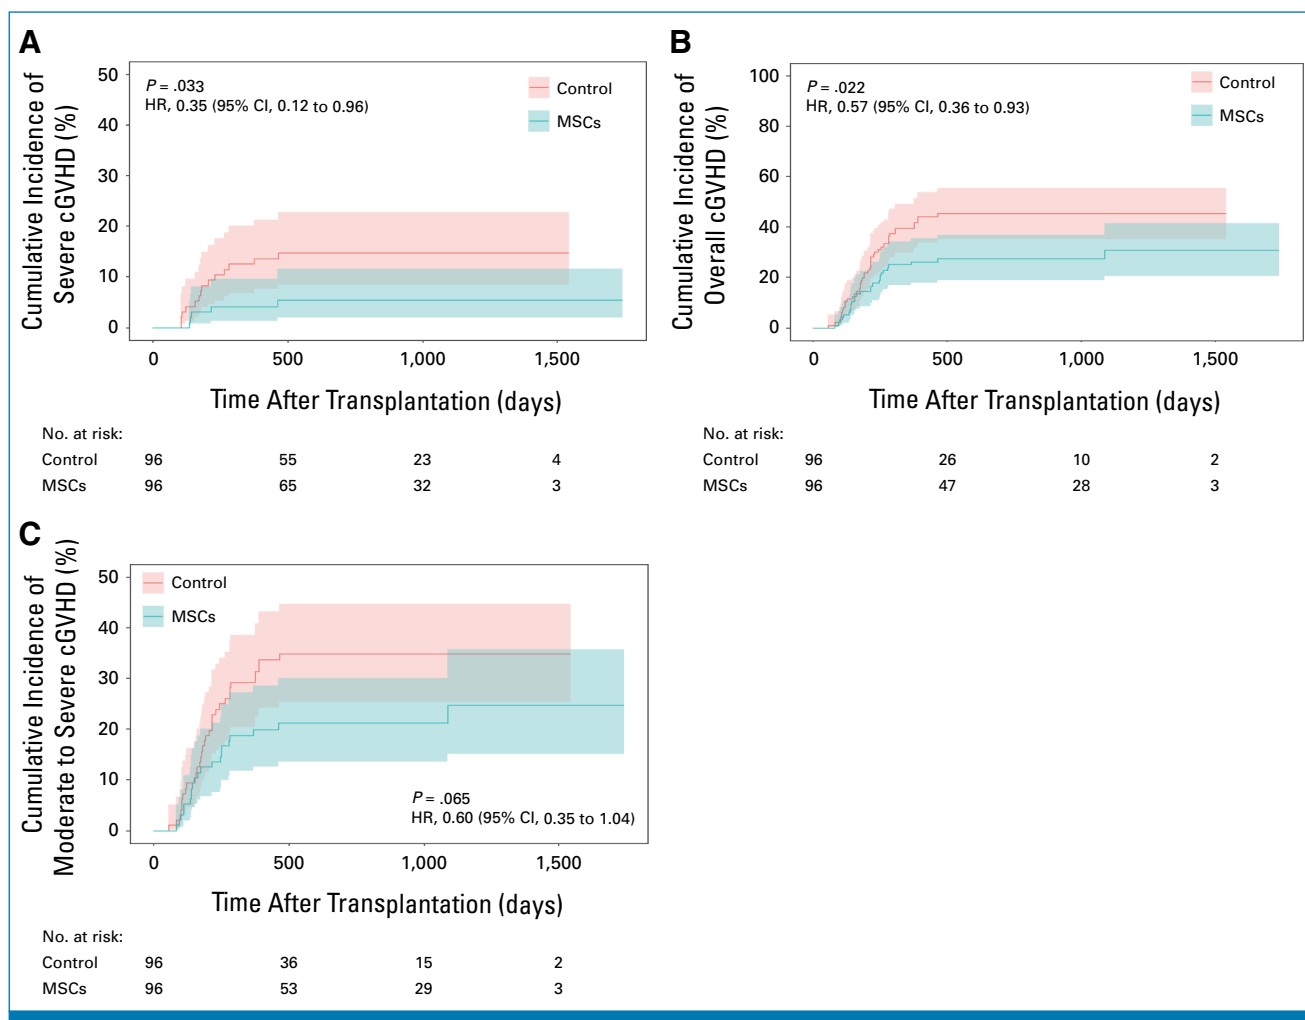 A
Cumulative Incidence of
Severe cGVHD (%)
50
40
30
20
10
0
P = .033
HR, 0.35 (95% CI, 0.12 to 0.96)
Control
MSCs
0 500 1,000 1,500
Time After Transplantation (days)
No. at risk:
Control 96 55 23 4
MSCs 96 65 32 3
B
Cumulative Incidence of
Overall cGVHD (%)
100
80
60
40
20
0
P = .022
HR, 0.57 (95% CI, 0.36 to 0.93)
Control
MSCs
0 500 1,000 1,500
Time After Transplantation (days)
No. at risk:
Control 96 26 10 2
MSCs 96 47 28 3
C
Cumulative Incidence of
Moderate to Severe cGVHD (%)
50
40
30
20
10
0
Control
MSCs
P = .065
HR, 0.60 (95% CI, 0.35 to 1.04)
0 500 1,000 1,500
Time After Transplantation (days)
No. at risk:
Control 96 36 15 2
MSCs 96 53 29 3